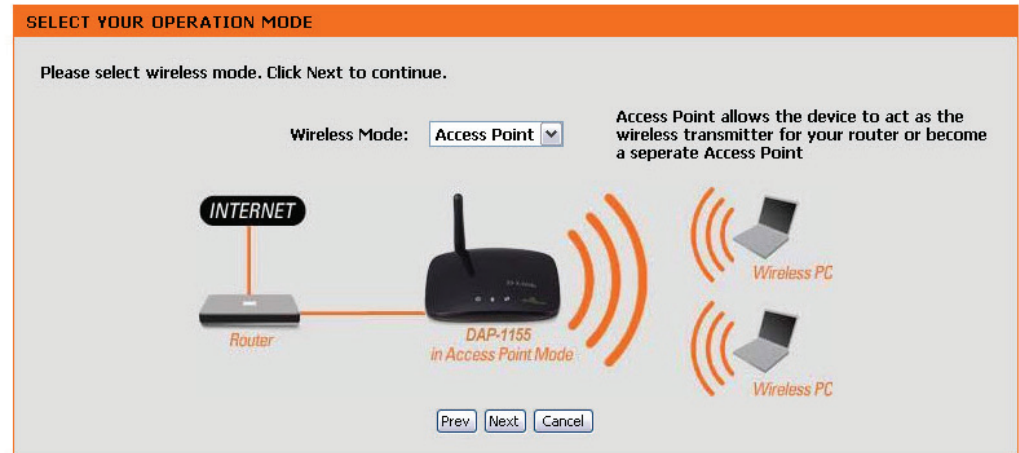 SELECT YOUR OPERATION MODE
Please select wireless mode. Click Next to continue.
Wireless Mode: Access Point
Access Point allows the device to act as the
wireless transmitter for your router or become
a seperate Access Point
INTERNET
Router
D-Link
DAP-1155
in Access Point Mode
Wireless PC
Wireless PC
Prev Next Cancel